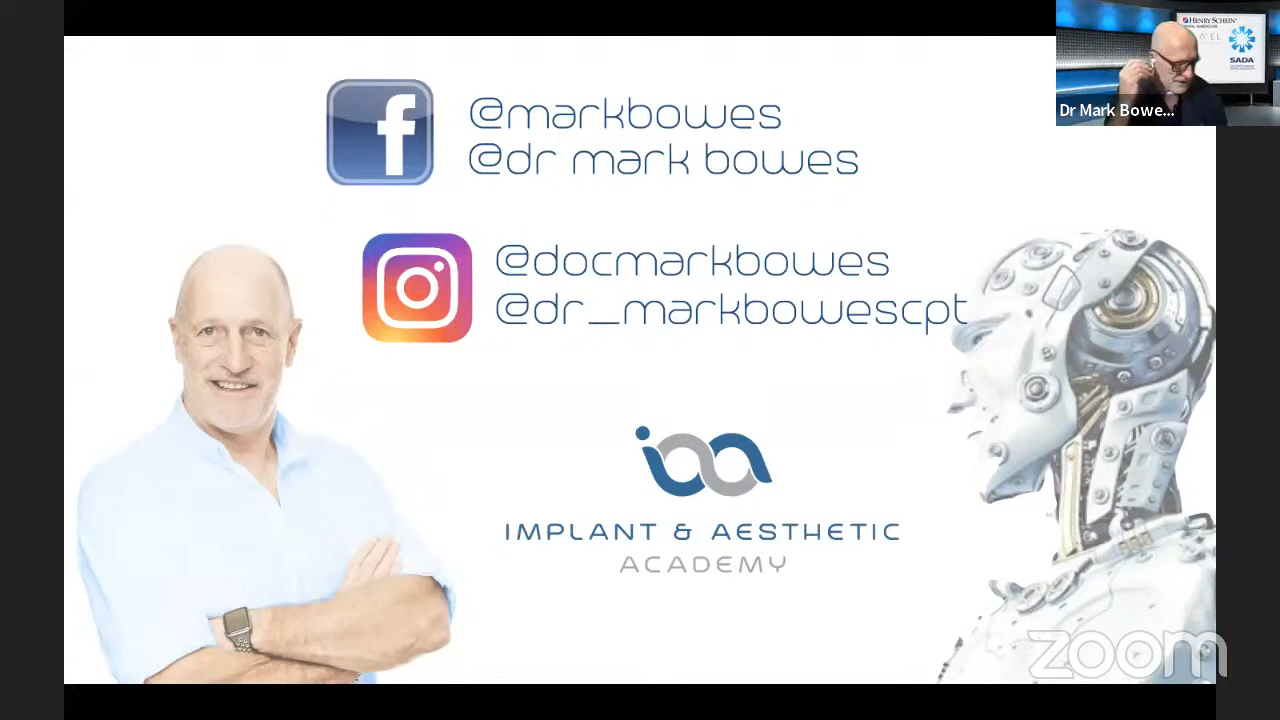 @markbowes
@dr mark bowes
@docmarkbowes
@dr_markbowescpt
IMPLANT & AESTHETIC
ACADEMY
HENRY SCHEIN
SADA
Dr Mark Bowe...
zoom